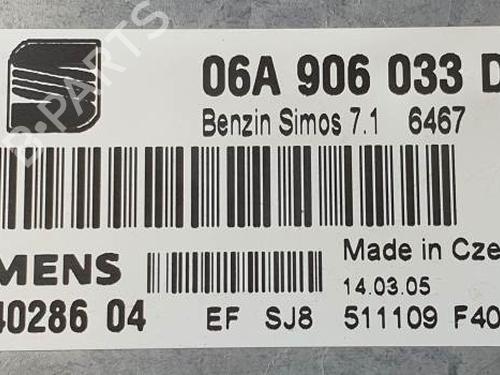 06A 906 033 D
Benzin Simos 7.1 6467
Made in Cze
MENS
14.03.05
40286 04 EF SJ8 511109 F40
B-PARTS